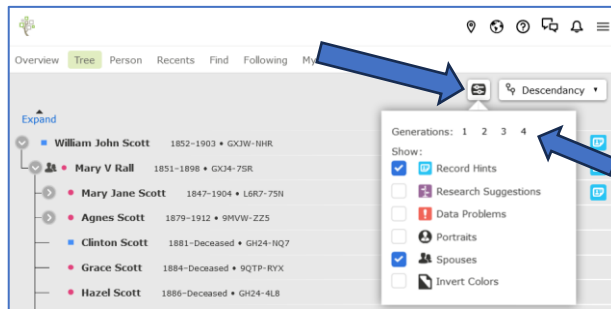 Overview Tree Person Recents Find Following My
Descendancy
Expand
Generations: 1 2 3 4
Show:
Record Hints
Research Suggestions
Data Problems
Portraits
Spouses
Invert Colors
William John Scott 1852-1903 • GXJW-NHR
Mary V Rall 1851-1898 • GXJ4-7SR
Mary Jane Scott 1847-1904 • L6R7-75N
Agnes Scott 1879-1912 • 9MVW-ZZ5
Clinton Scott 1881-Deceased • GH24-NQ7
Grace Scott 1884-Deceased • 9QTP-RYX
Hazel Scott 1886-Deceased • GH24-4L8